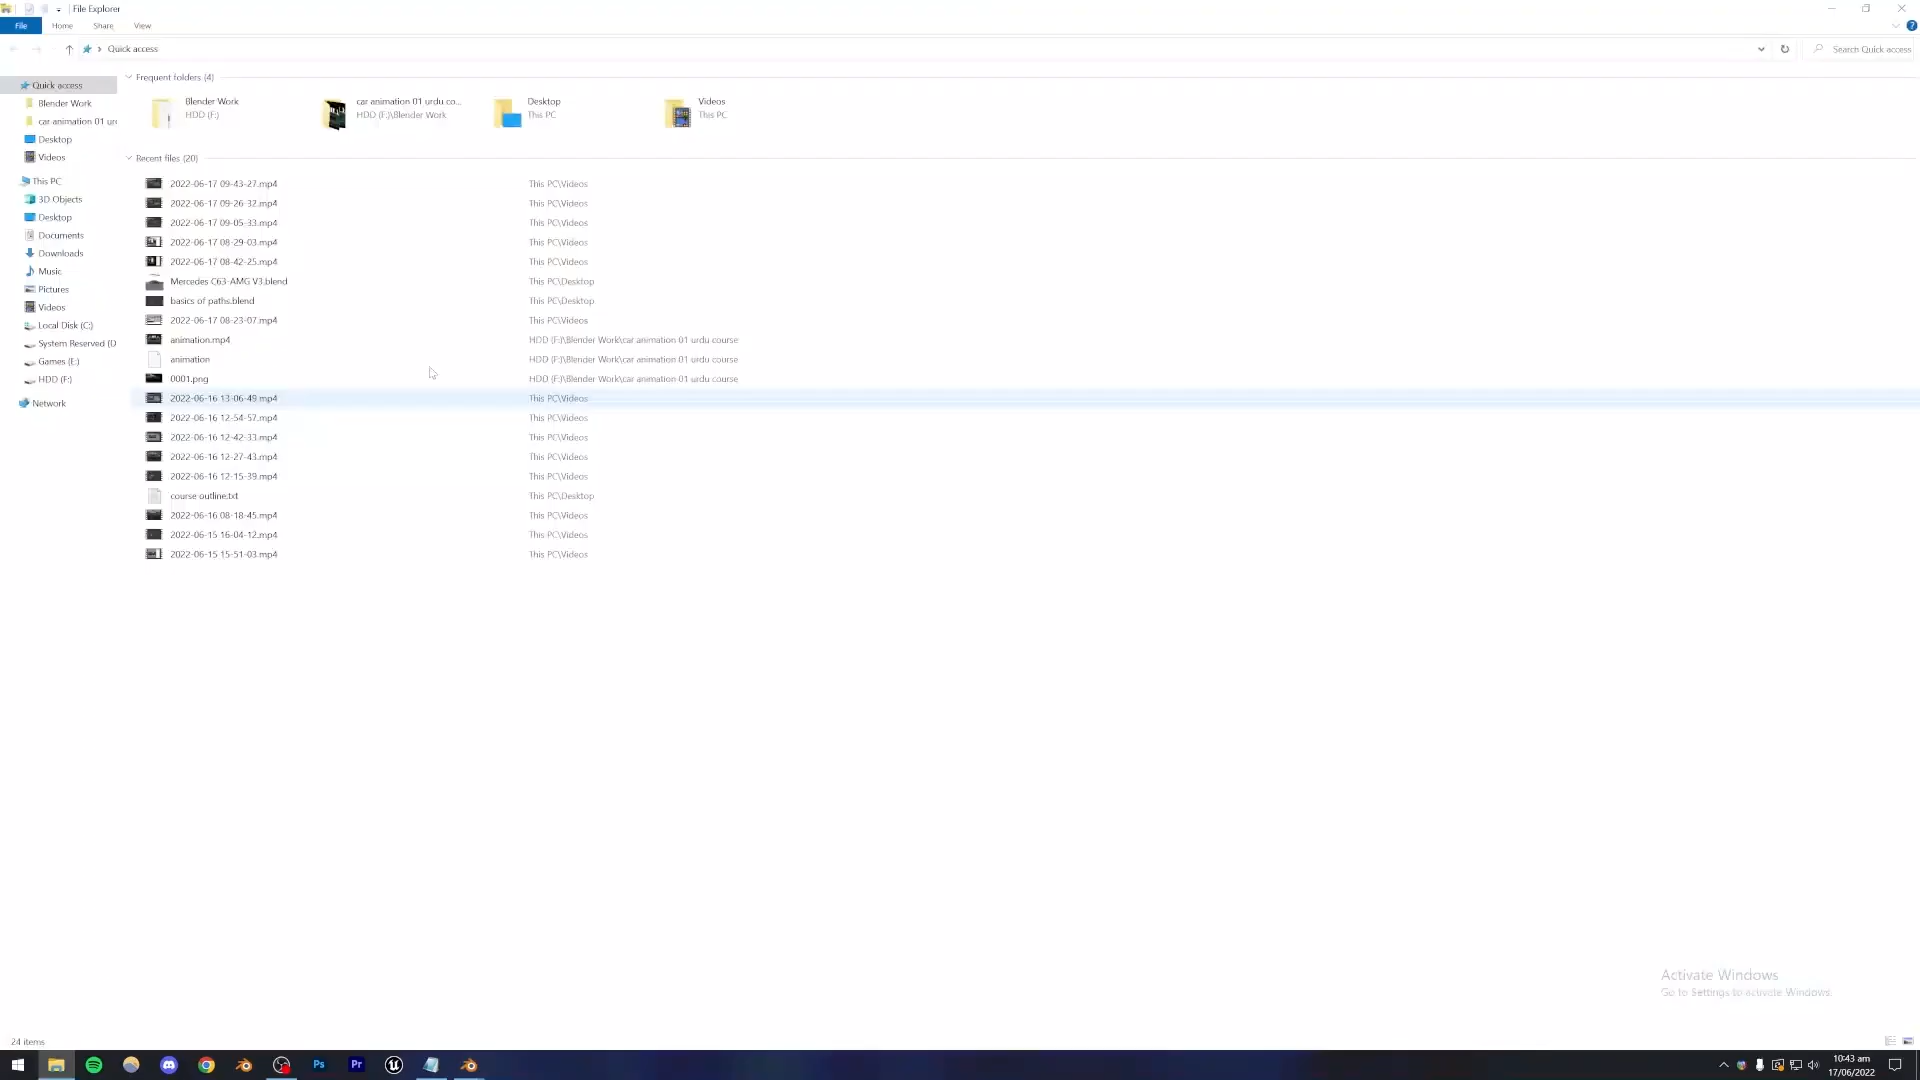 File Explorer
File Home Share View
Quick access
Search Quick access
Quick access
Blender Work
car animation 01 urc
Desktop
Videos
This PC
3D Objects
Desktop
Documents
Downloads
Music
Pictures
Videos
Local Disk (C:)
System Reserved (D
Games (E:)
HDD (F:)
Network
Frequent folders (4)
Blender Work
HDD (F:)
car animation 01 urdu co...
HDD (F:)\Blender Work
Desktop
This PC
Videos
This PC
Recent files (20)
2022-06-17 09-43-27.mp4 This PC\Videos
2022-06-17 09-26-32.mp4 This PC\Videos
2022-06-17 09-05-33.mp4 This PC\Videos
2022-06-17 08-29-03.mp4 This PC\Videos
2022-06-17 08-42-25.mp4 This PC\Videos
Mercedes C63-AMG V3.blend This PC\Desktop
basics of paths.blend This PC\Desktop
2022-06-17 08-23-07.mp4 This PC\Videos
animation.mp4 HDD (F:)\Blender Work\car animation 01 urdu course
animation HDD (F:)\Blender Work\car animation 01 urdu course
0001.png HDD (F:)\Blender Work\car animation 01 urdu course
2022-06-16 13-06-49.mp4 This PC\Videos
2022-06-16 12-54-57.mp4 This PC\Videos
2022-06-16 12-42-33.mp4 This PC\Videos
2022-06-16 12-27-43.mp4 This PC\Videos
2022-06-16 12-15-39.mp4 This PC\Videos
course outline.txt This PC\Desktop
2022-06-16 08-18-45.mp4 This PC\Videos
2022-06-15 16-04-12.mp4 This PC\Videos
2022-06-15 15-51-03.mp4 This PC\Videos
Activate Windows
Go to Settings to activate Windows.
24 items
Ps
Pr
10:43 am
17/06/2022